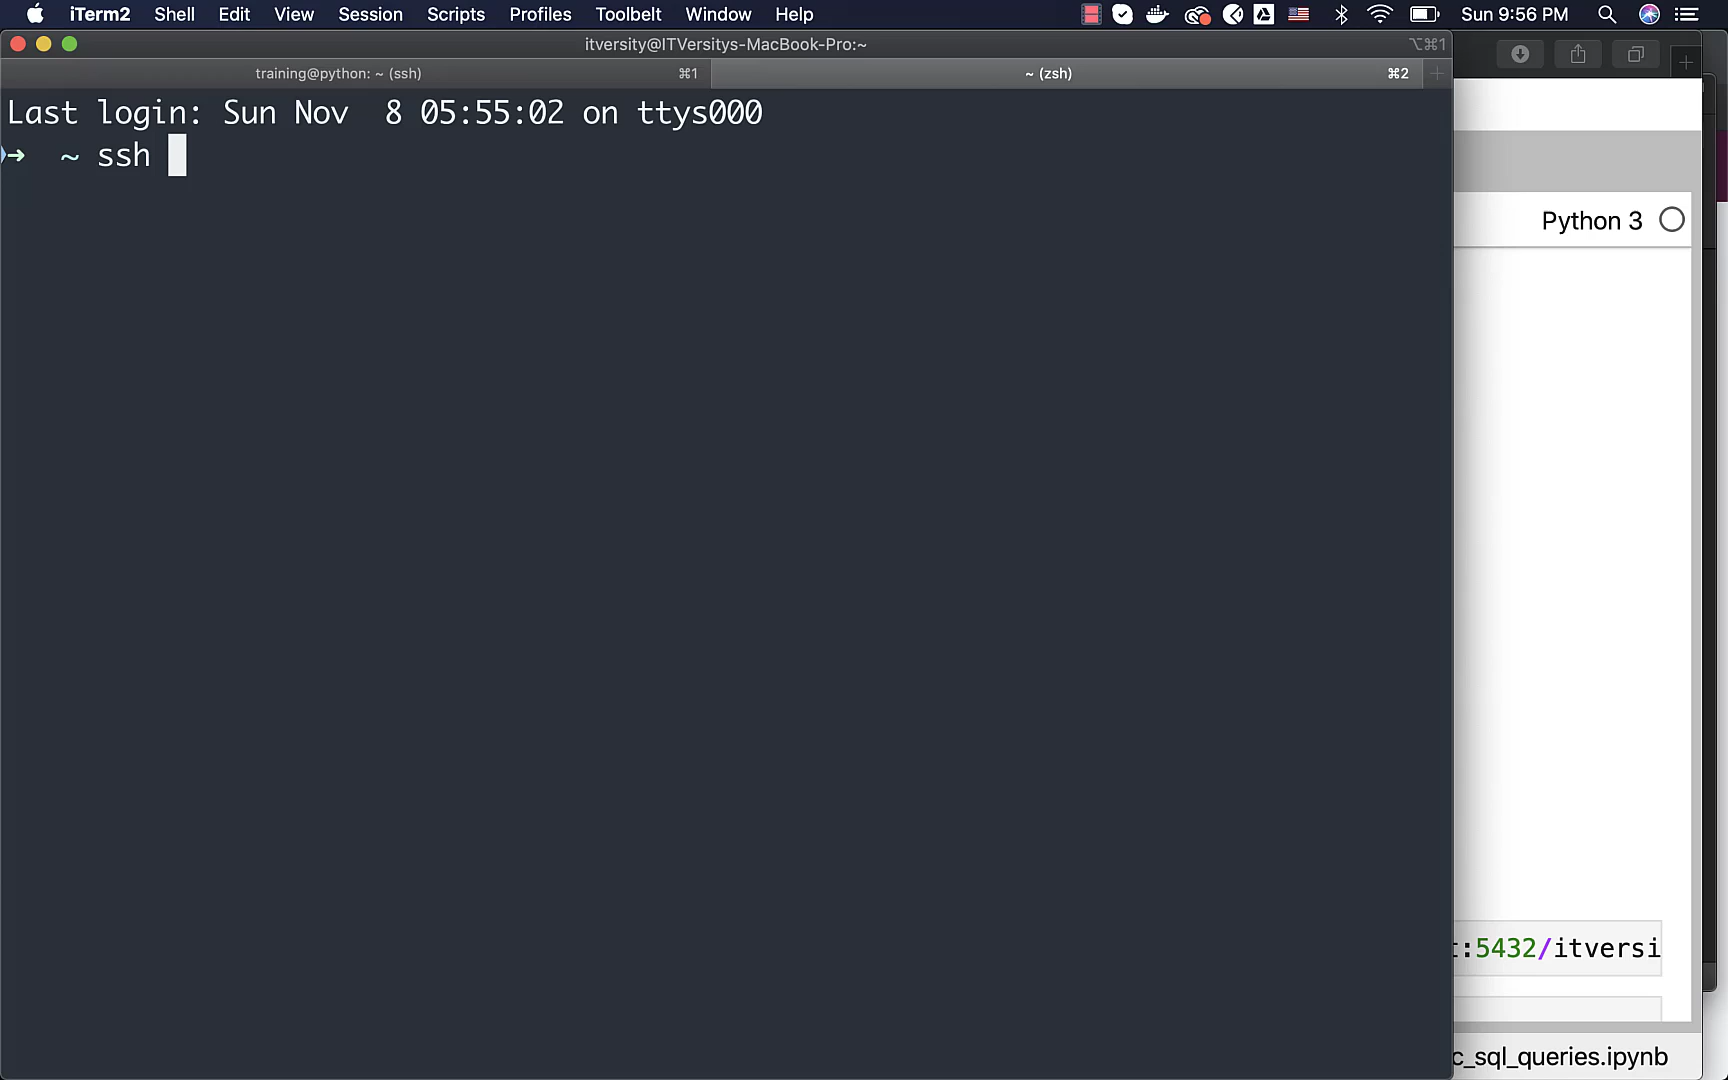 iTerm2 Shell Edit View Session Scripts Profiles Toolbelt Window Help Sun 9:56 PM
itversity@ITVersitys-MacBook-Pro:~ ⌥⌘1
training@python: ~ (ssh) ⌘1 ~ (zsh) ⌘2
Last login: Sun Nov  8 05:55:02 on ttys000
➜  ~ ssh
Python 3
:5432/itversi
c_sql_queries.ipynb